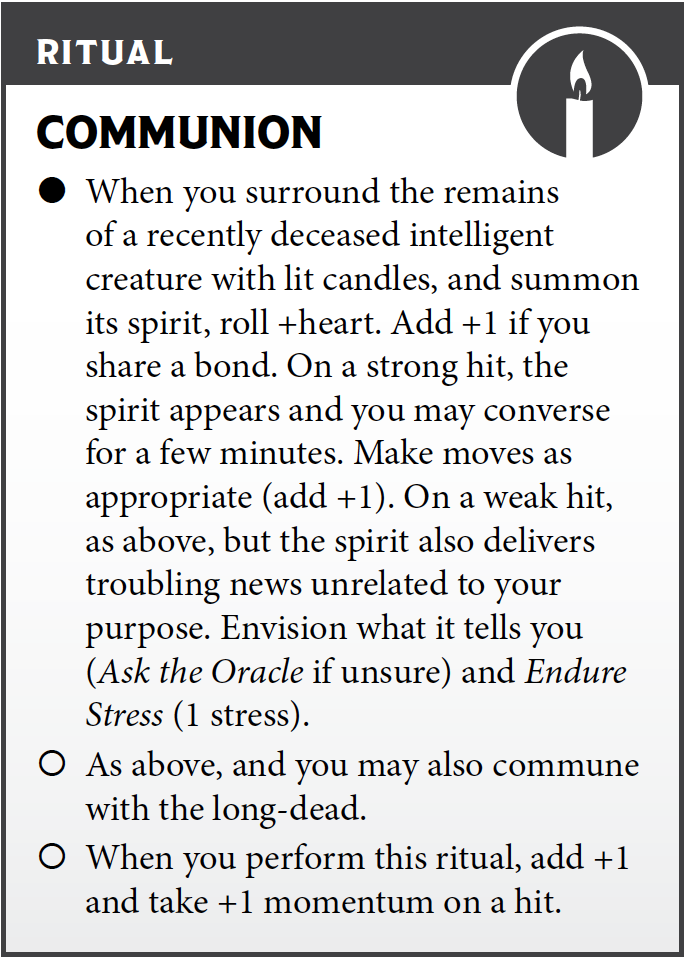 RITUAL
COMMUNION
When you surround the remains
of a recently deceased intelligent
creature with lit candles, and summon
its spirit, roll +heart. Add +1 if you
share a bond. On a strong hit, the
spirit appears and you may converse
for a few minutes. Make moves as
appropriate (add +1). On a weak hit,
as above, but the spirit also delivers
troubling news unrelated to your
purpose. Envision what it tells you
(Ask the Oracle if unsure) and Endure
Stress (1 stress).
As above, and you may also commune
with the long-dead.
When you perform this ritual, add +1
and take +1 momentum on a hit.